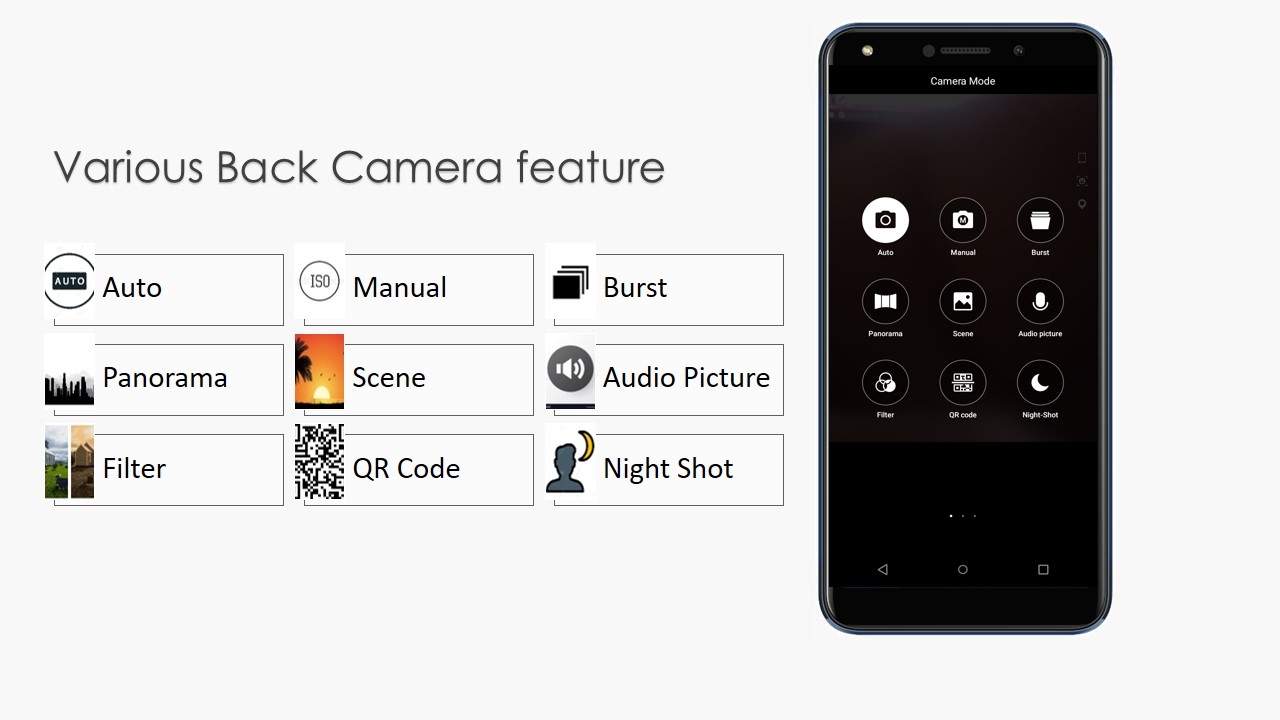 Various Back Camera feature
AUTO Auto
ISO Manual
Burst
Panorama
Scene
Audio Picture
Filter
QR Code
Night Shot
Camera Mode
Auto
M
Manual
Burst
Panorama
Scene
Audio picture
Filter
QR code
Night-Shot